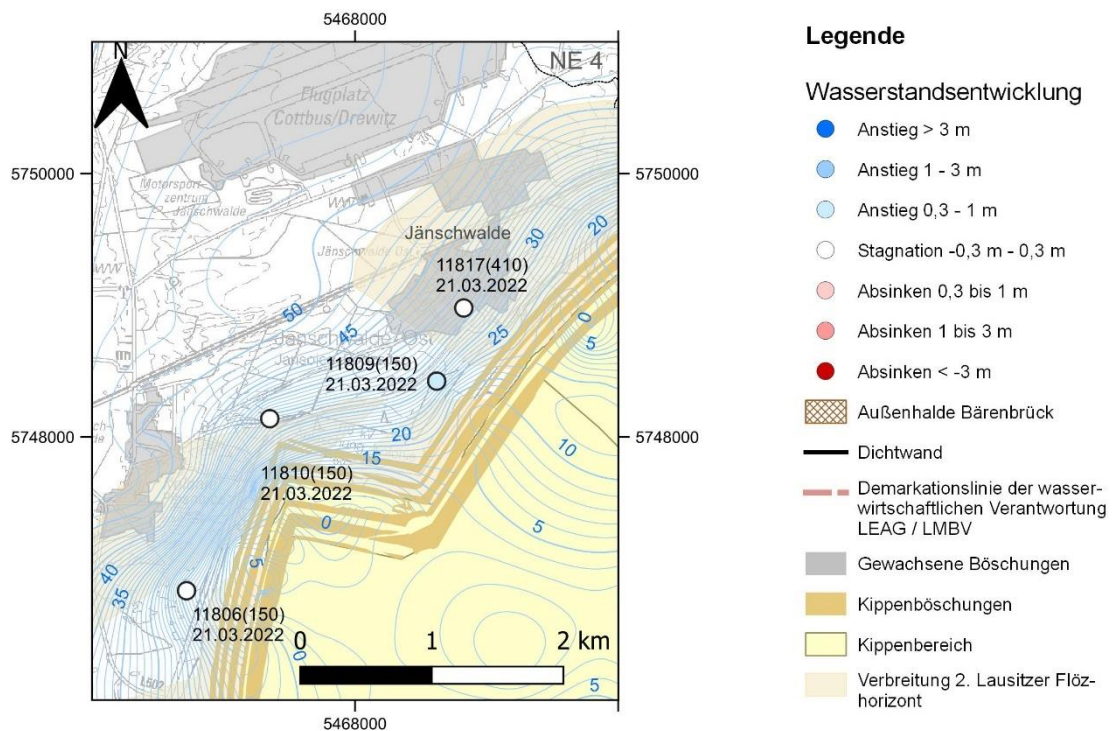 5468000
N
NE 4
Flugplatz
Cottbus/Drewitz
5750000
Motorsport-
zentrum
Jänschwalde
20
Jänschwalde
30
11817(410)
21.03.2022
50
45
25
0
5
Jänschwalde-Ost
11809(150)
21.03.2022
5748000
20
15
10
11810(150)
21.03.2022
0
5
5
40
35
11806(150)
21.03.2022
0
0 1 2 km
5
5468000
Legende
Wasserstandsentwicklung
Anstieg > 3 m
Anstieg 1 - 3 m
Anstieg 0,3 - 1 m
Stagnation -0,3 m - 0,3 m
Absinken 0,3 bis 1 m
Absinken 1 bis 3 m
Absinken < -3 m
Außenhalde Bärenbrück
Dichtwand
Demarkationslinie der wasser-
wirtschaftlichen Verantwortung
LEAG / LMBV
Gewachsene Böschungen
Kippenböschungen
Kippenbereich
Verbreitung 2. Lausitzer Flöz-
horizont